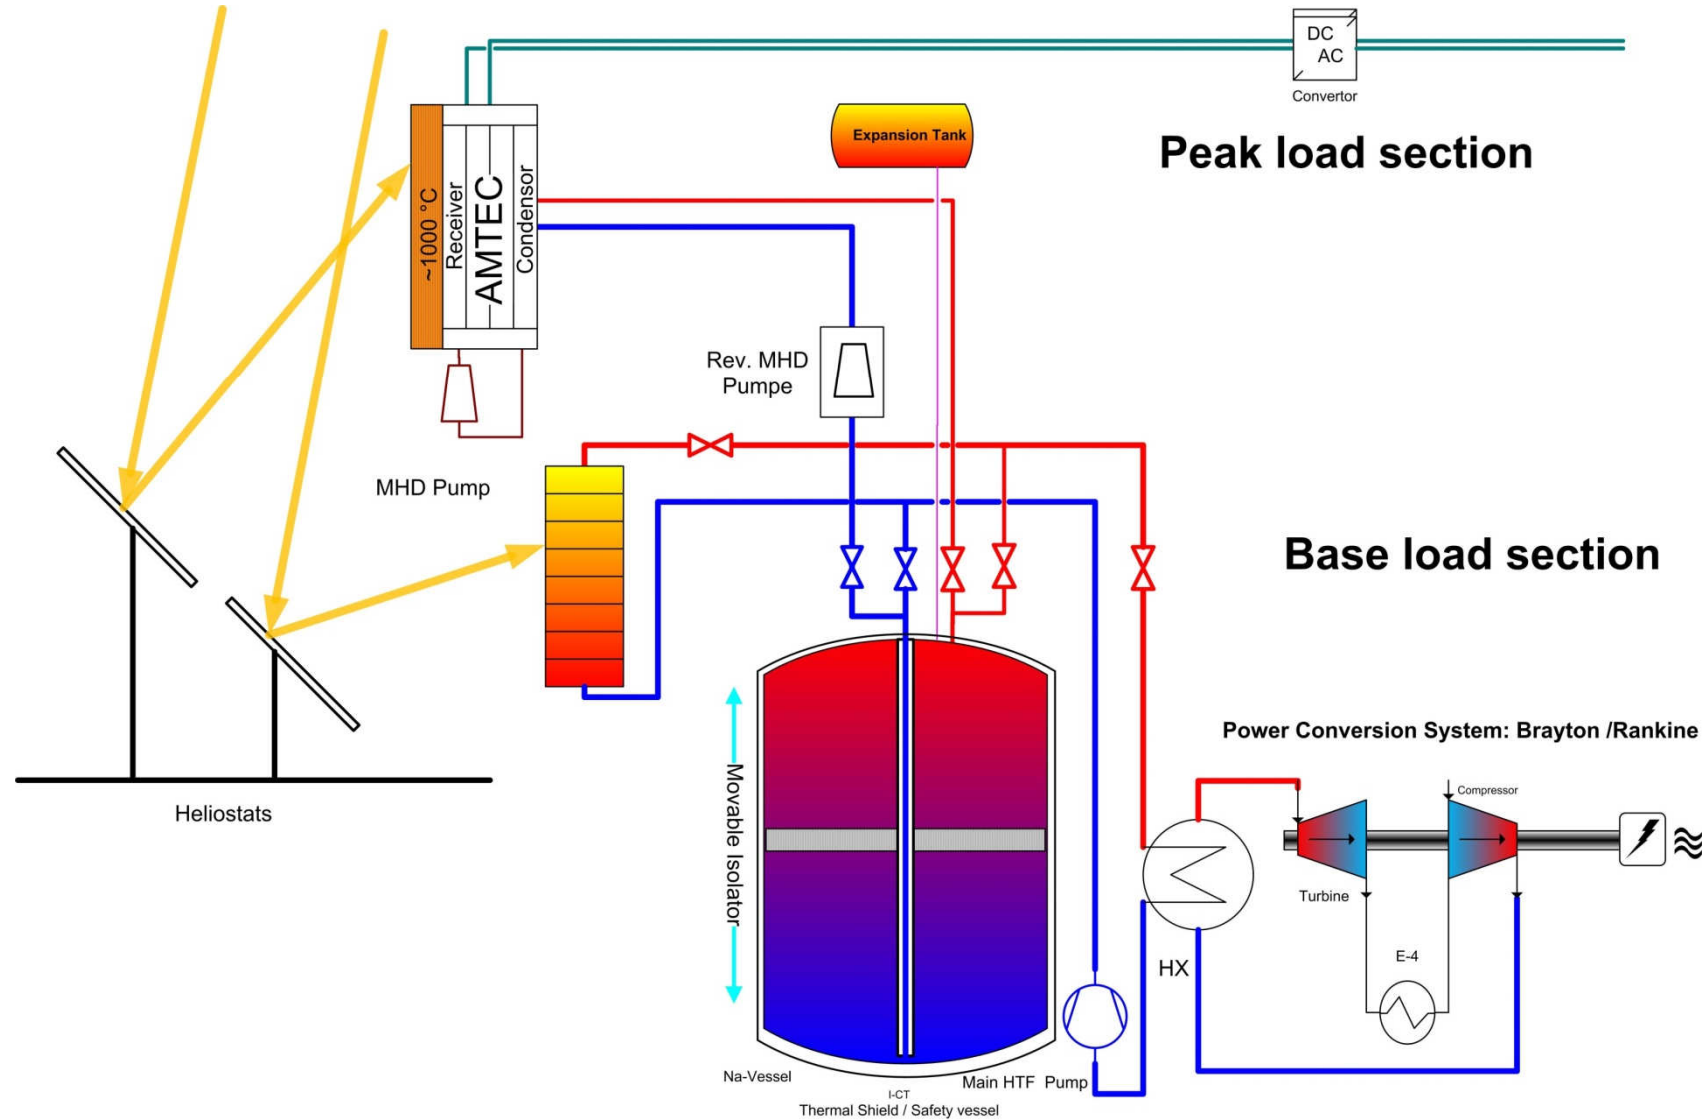 DC
AC
Convertor
Peak load section
Expansion Tank
~1000 °C
Receiver
AMTEC
Condensor
Rev. MHD
Pumpe
MHD Pump
Base load section
Heliostats
Movable Isolator
Power Conversion System: Brayton /Rankine
Compressor
Turbine
E-4
HX
Na-Vessel
Main HTF Pump
I-CT
Thermal Shield / Safety vessel